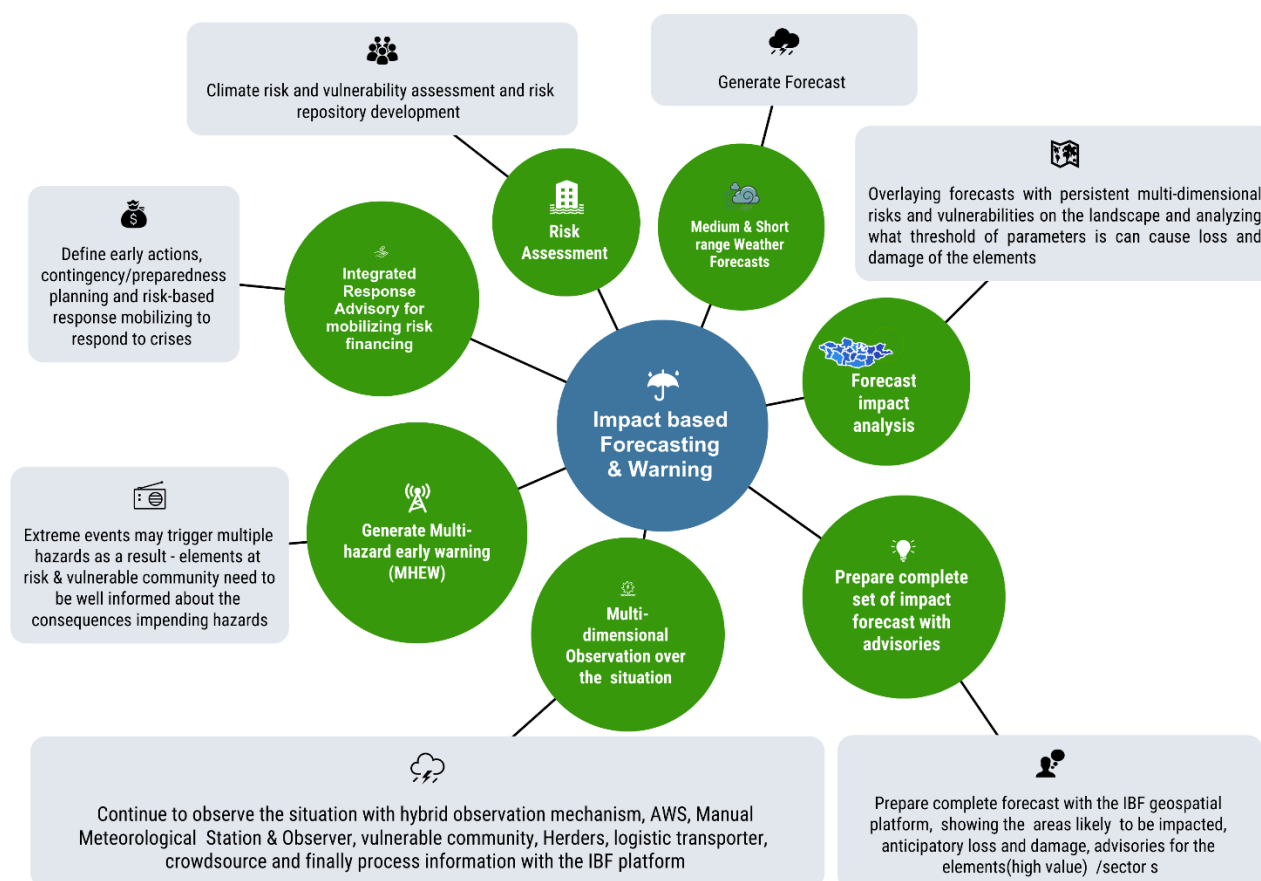 Climate risk and vulnerability assessment and risk
repository development
Generate Forecast
Overlaying forecasts with persistent multi-dimensional
risks and vulnerabilities on the landscape and analyzing
what threshold of parameters is can cause loss and
damage of the elements
Define early actions,
contingency/preparedness
planning and risk-based
response mobilizing to
respond to crises
Risk
Assessment
Medium & Short
range Weather
Forecasts
Integrated
Response
Advisory for
mobilizing risk
financing
Forecast
impact
analysis
Impact based
Forecasting
& Warning
Extreme events may trigger multiple
hazards as a result - elements at
risk & vulnerable community need to
be well informed about the
consequences impending hazards
Generate Multi-
hazard early warning
(MHEW)
Prepare complete
set of impact
forecast with
advisories
Multi-
dimensional
Observation over
the situation
Continue to observe the situation with hybrid observation mechanism, AWS, Manual
Meteorological Station & Observer, vulnerable community, Herders, logistic transporter,
crowdsource and finally process information with the IBF platform
Prepare complete forecast with the IBF geospatial
platform, showing the areas likely to be impacted,
anticipatory loss and damage, advisories for the
elements(high value) /sector s